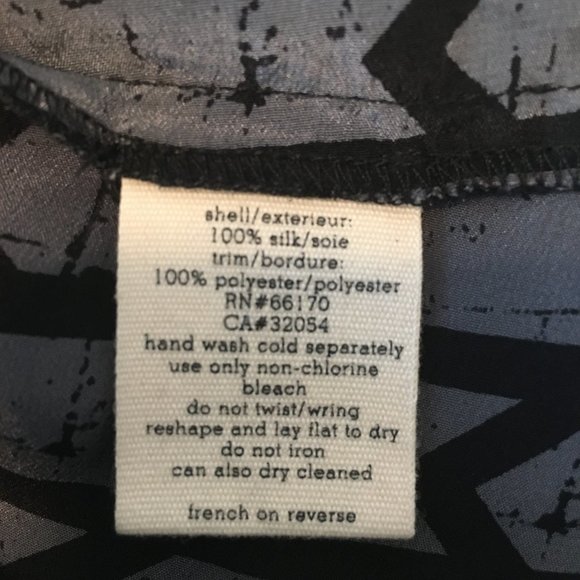 shell/exterieur:
100% silk/soie
trim/bordure:
100% polyester/polyester
RN#66170
CA#32054
hand wash cold separately
use only non-chlorine
bleach
do not twist/wring
reshape and lay flat to dry
do not iron
can also dry cleaned
french on reverse